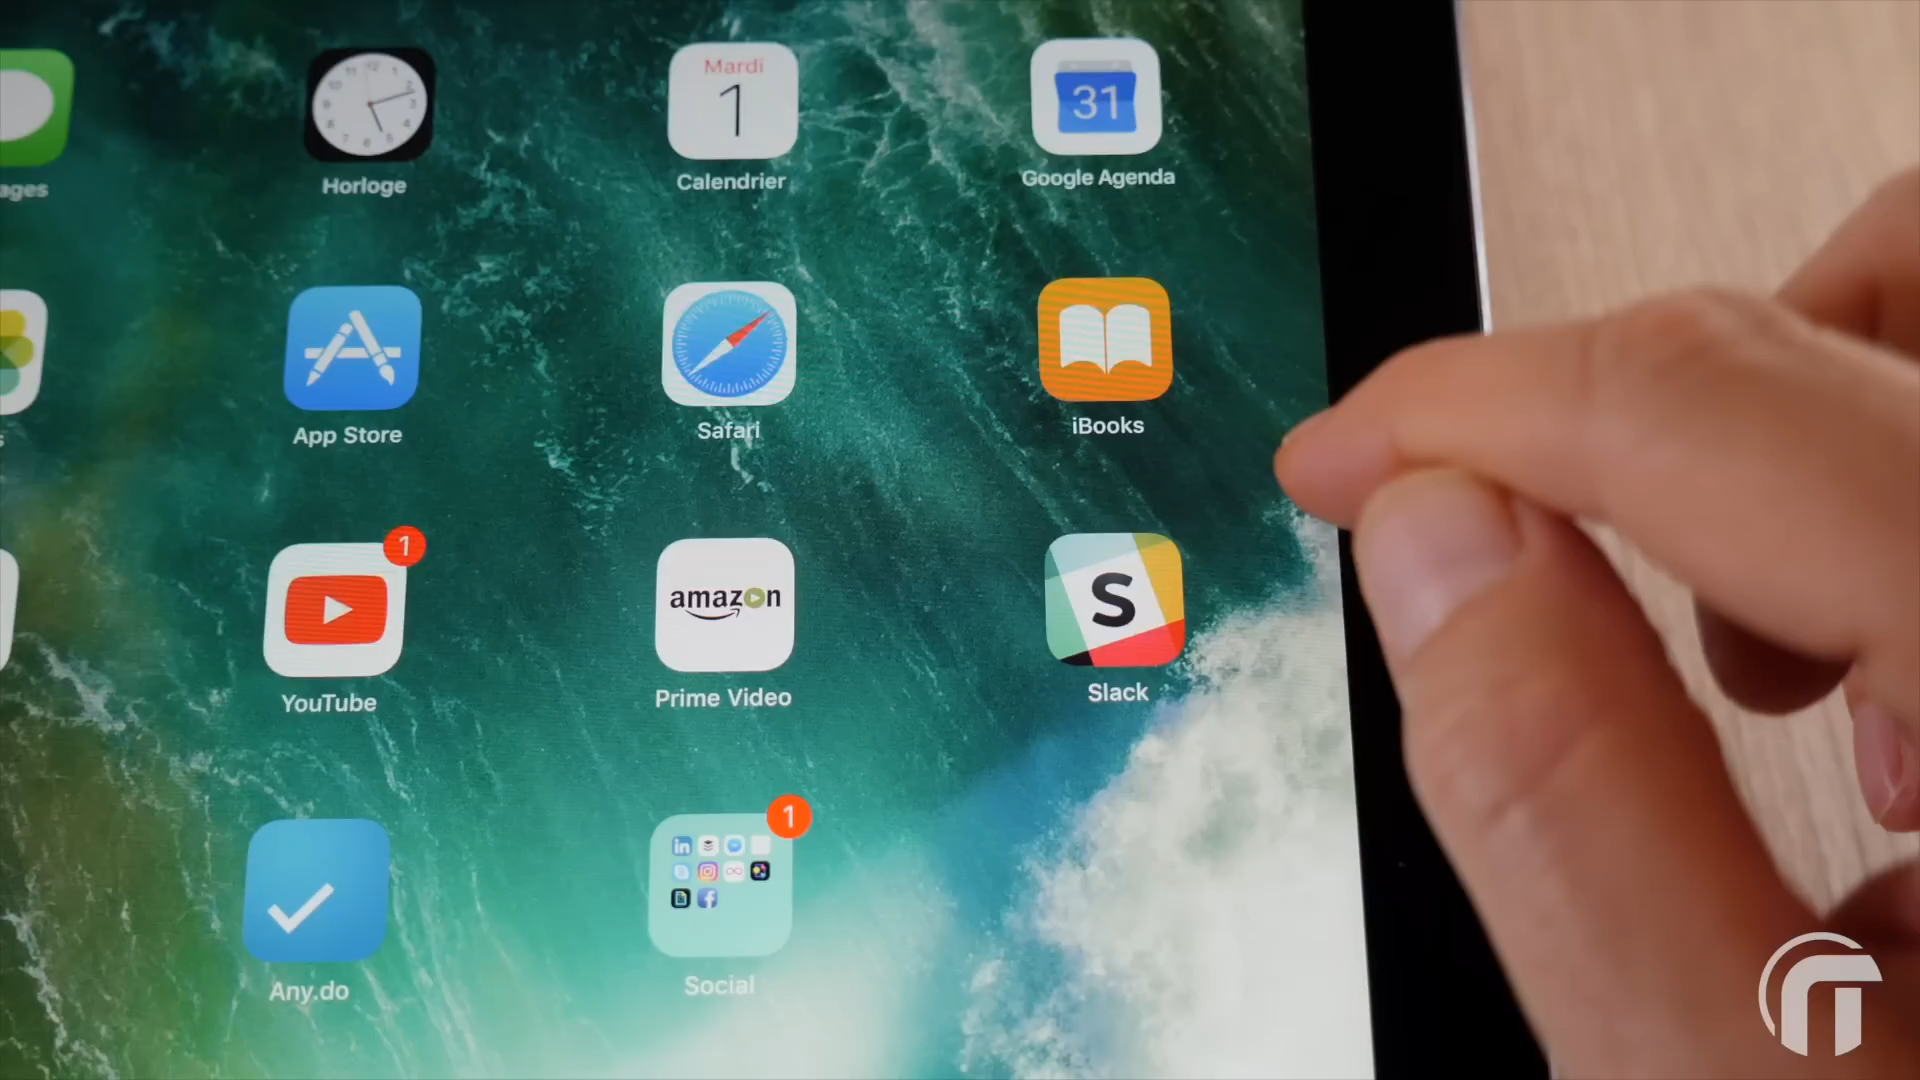 Mardi
1
31
ages
Horloge
Calendrier
Google Agenda
App Store
Safari
iBooks
1
amazon
S
YouTube
Prime Video
Slack
1
in
Any.do
Social